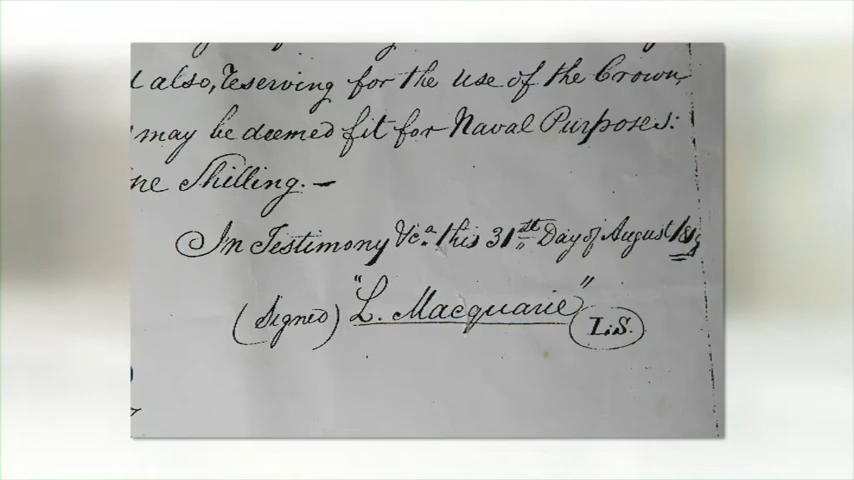 also, reserving for the use of the Crown,
may be deemed fit for Naval Purposes:
Shilling.—
In Testimony &c.a this 31st Day of August 1819
(Signed) "L. Macquarie" L.S.